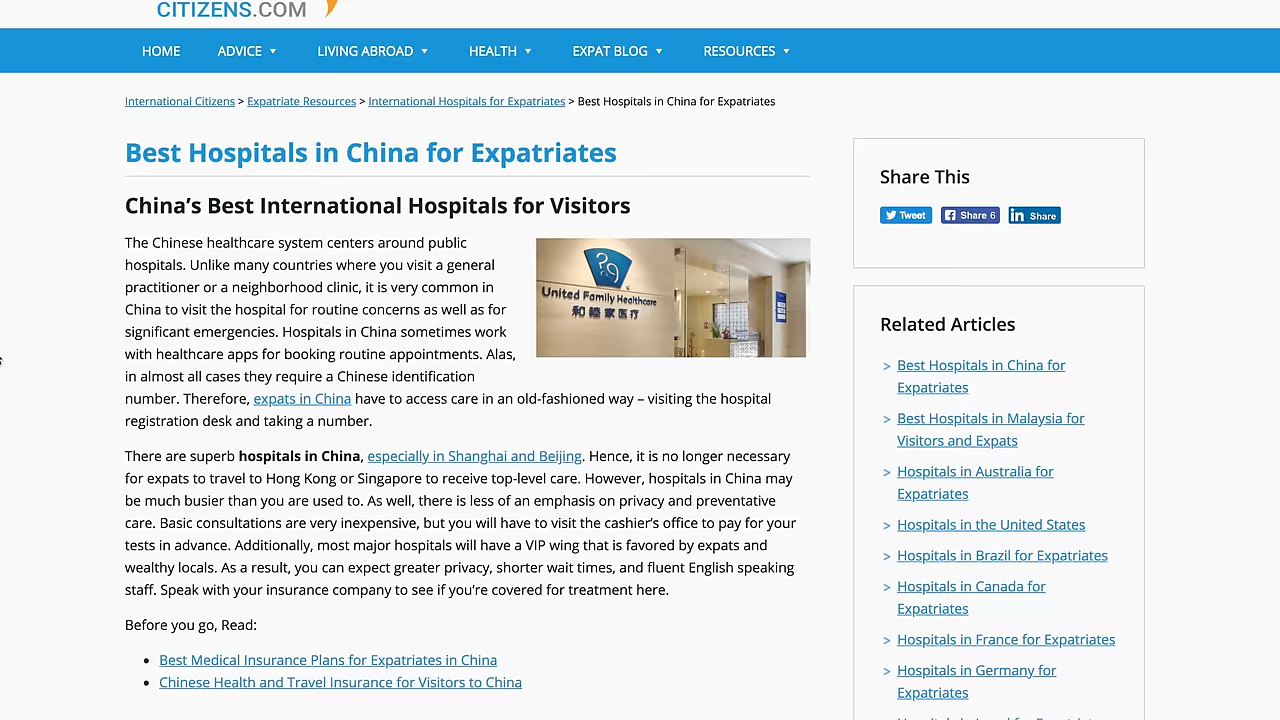 CITIZENS.COM
HOME
ADVICE
LIVING ABROAD
HEALTH
EXPAT BLOG
RESOURCES
International Citizens > Expatriate Resources > International Hospitals for Expatriates > Best Hospitals in China for Expatriates
Best Hospitals in China for Expatriates
China’s Best International Hospitals for Visitors
The Chinese healthcare system centers around public
hospitals. Unlike many countries where you visit a general
practitioner or a neighborhood clinic, it is very common in
China to visit the hospital for routine concerns as well as for
significant emergencies. Hospitals in China sometimes work
with healthcare apps for booking routine appointments. Alas,
in almost all cases they require a Chinese identification
number. Therefore, expats in China have to access care in an old-fashioned way – visiting the hospital
registration desk and taking a number.
United Family Healthcare
和睦家医疗
There are superb hospitals in China, especially in Shanghai and Beijing. Hence, it is no longer necessary
for expats to travel to Hong Kong or Singapore to receive top-level care. However, hospitals in China may
be much busier than you are used to. As well, there is less of an emphasis on privacy and preventative
care. Basic consultations are very inexpensive, but you will have to visit the cashier’s office to pay for your
tests in advance. Additionally, most major hospitals will have a VIP wing that is favored by expats and
wealthy locals. As a result, you can expect greater privacy, shorter wait times, and fluent English speaking
staff. Speak with your insurance company to see if you’re covered for treatment here.
Before you go, Read:
• Best Medical Insurance Plans for Expatriates in China
• Chinese Health and Travel Insurance for Visitors to China
Share This
Tweet
Share 6
in Share
Related Articles
> Best Hospitals in China for
Expatriates
> Best Hospitals in Malaysia for
Visitors and Expats
> Hospitals in Australia for
Expatriates
> Hospitals in the United States
> Hospitals in Brazil for Expatriates
> Hospitals in Canada for
Expatriates
> Hospitals in France for Expatriates
> Hospitals in Germany for
Expatriates